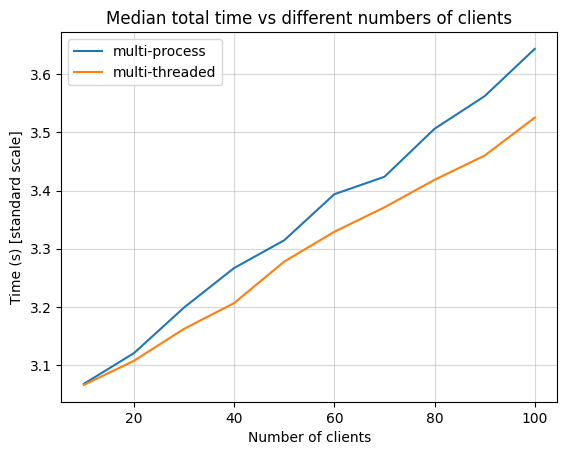 Median total time vs different numbers of clients
multi-process
multi-threaded
Time (s) [standard scale]
3.6
3.5
3.4
3.3
3.2
3.1
20 40 60 80 100
Number of clients